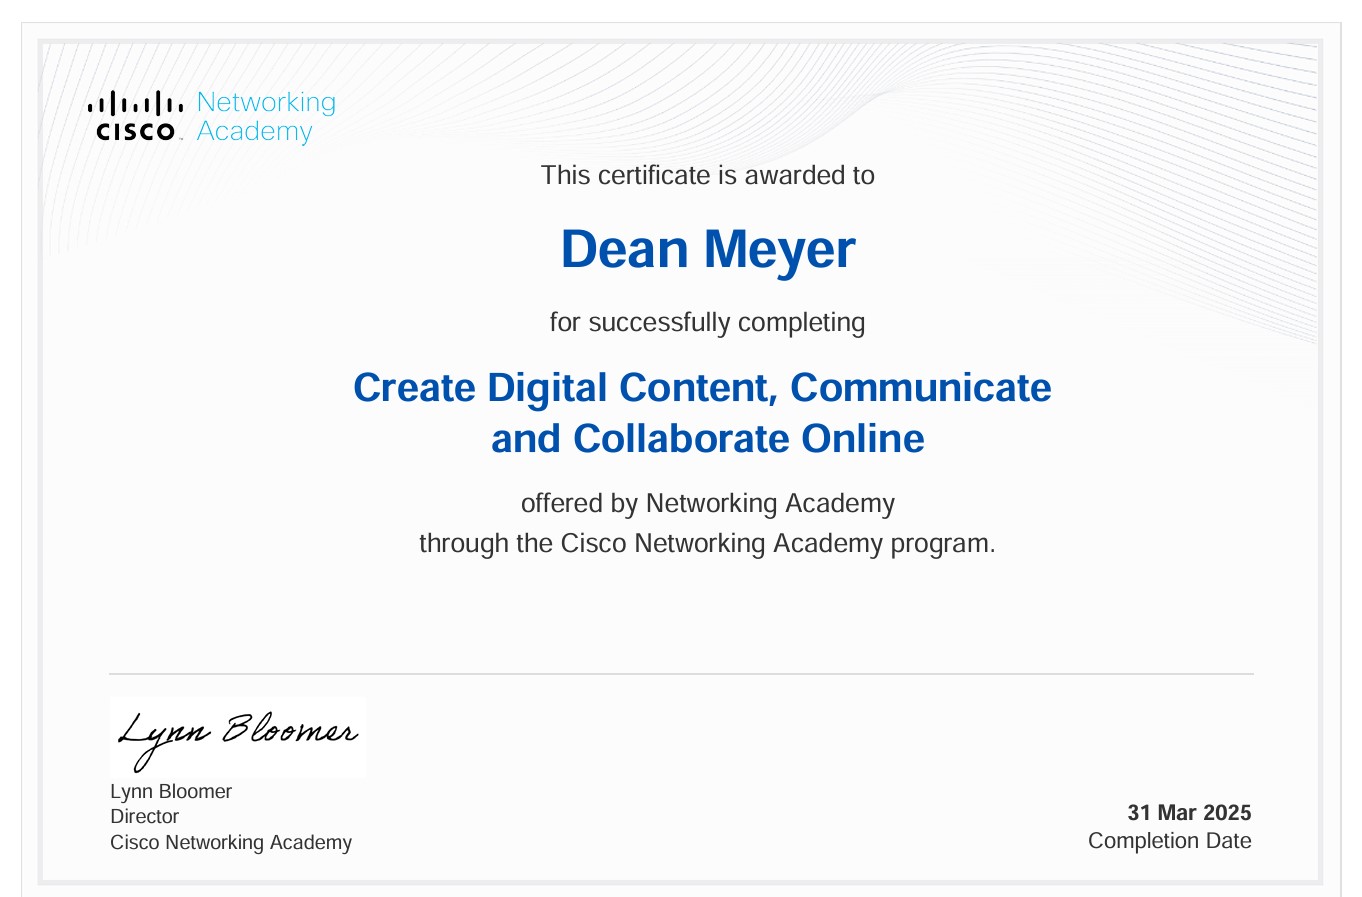 Networking
CISCO Academy
This certificate is awarded to
Dean Meyer
for successfully completing
Create Digital Content, Communicate
and Collaborate Online
offered by Networking Academy
through the Cisco Networking Academy program.
Lynn Bloomer
Lynn Bloomer
Director
Cisco Networking Academy
31 Mar 2025
Completion Date